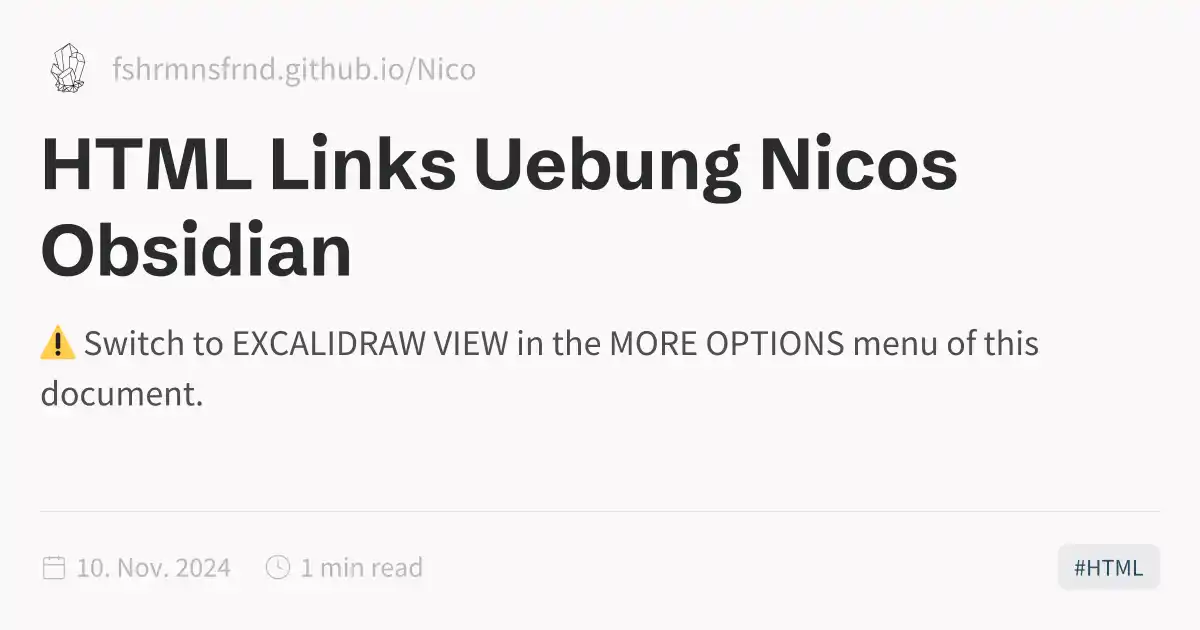 fshrmnsfrnd.github.io/Nico
HTML Links Uebung Nicos
Obsidian
⚠️ Switch to EXCALIDRAW VIEW in the MORE OPTIONS menu of this
document.
10. Nov. 2024 1 min read #HTML